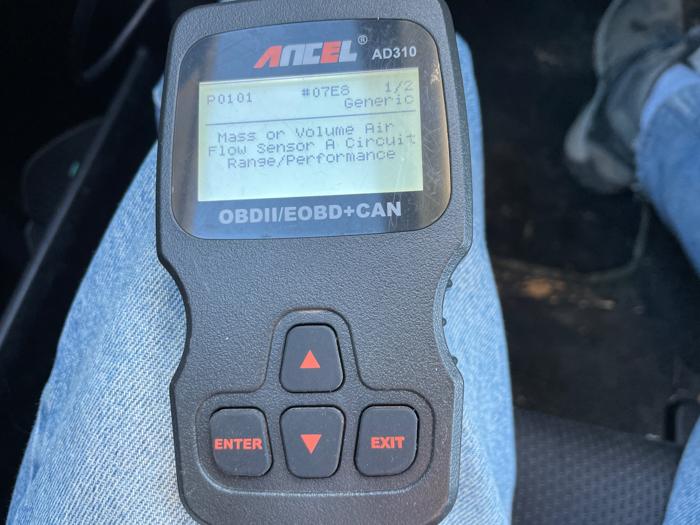 ANCEL® AD310
P0101 #07E8 1/2
Generic
Mass or Volume Air
Flow Sensor A Circuit
Range/Performance
OBDII/EOBD+CAN
ENTER EXIT